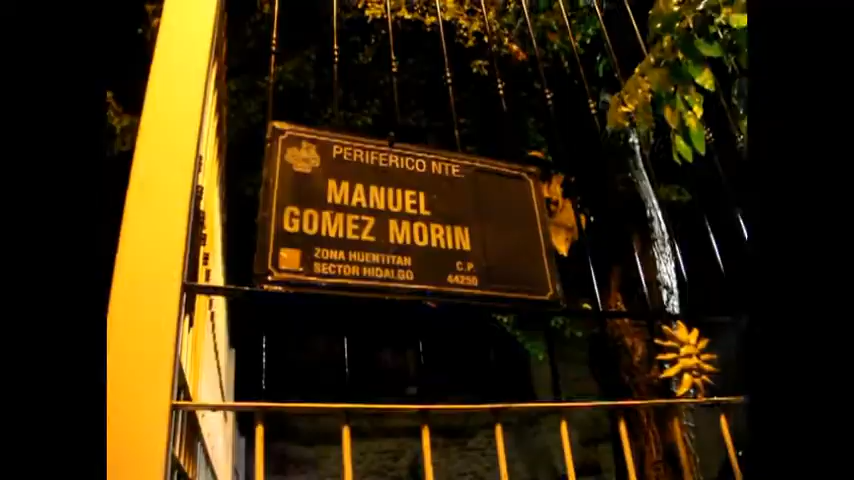 PERIFERICO NTE.
MANUEL
GOMEZ MORIN
ZONA HUENTITAN
SECTOR HIDALGO
C.P.
44250